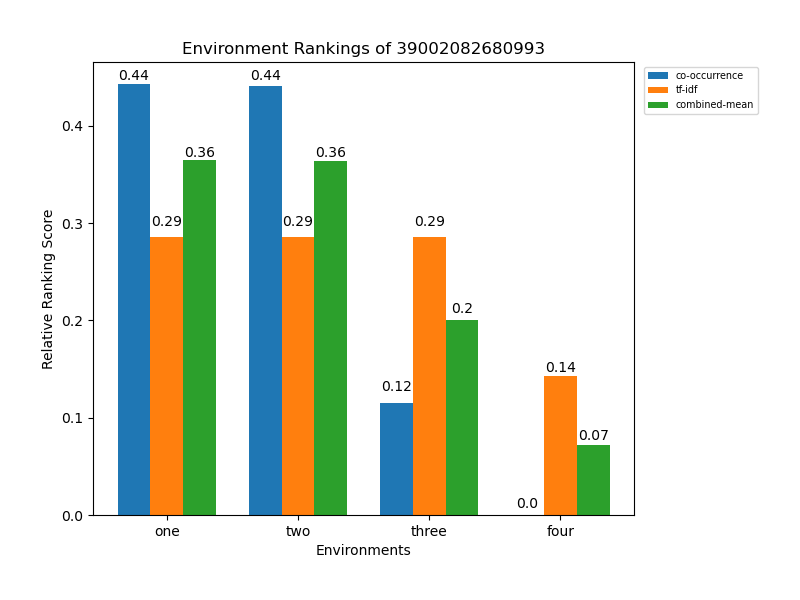 Environment Rankings of 39002082680993
co-occurrence
tf-idf
combined-mean
0.44
0.29
0.36
0.44
0.29
0.36
0.12
0.29
0.2
0.0
0.14
0.07
Relative Ranking Score
0.4
0.3
0.2
0.1
0.0
one two three four
Environments